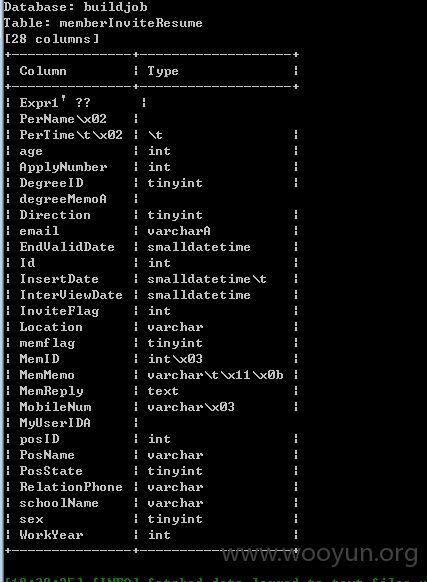 Database: buildjob
Table: memberInviteResume
[28 columns]
+---------------+--------------------+
| Column | Type |
+---------------+--------------------+
| Expr1' ?? |
| PerName\x02 |
| PerTime\t\x02 | \t |
| age | int |
| ApplyNumber | int |
| DegreeID | tinyint |
| degreeMemoA |
| Direction | tinyint |
| email | varcharA |
| EndValidDate | smalldatetime |
| Id | int |
| InsertDate | smalldatetime\t |
| InterViewDate | smalldatetime |
| InviteFlag | int |
| Location | varchar |
| memflag | tinyint |
| MemID | int\x03 |
| MemMemo | varchar\t\x11\x0b |
| MemReply | text |
| MobileNum | varchar\x03 |
| MyUserIDA |
| posID | int |
| PosName | varchar |
| PosState | tinyint |
| RelationPhone | varchar |
| schoolName | varchar |
| sex | tinyint |
| WorkYear | int |
+---------------+--------------------+
www.wooyun.org